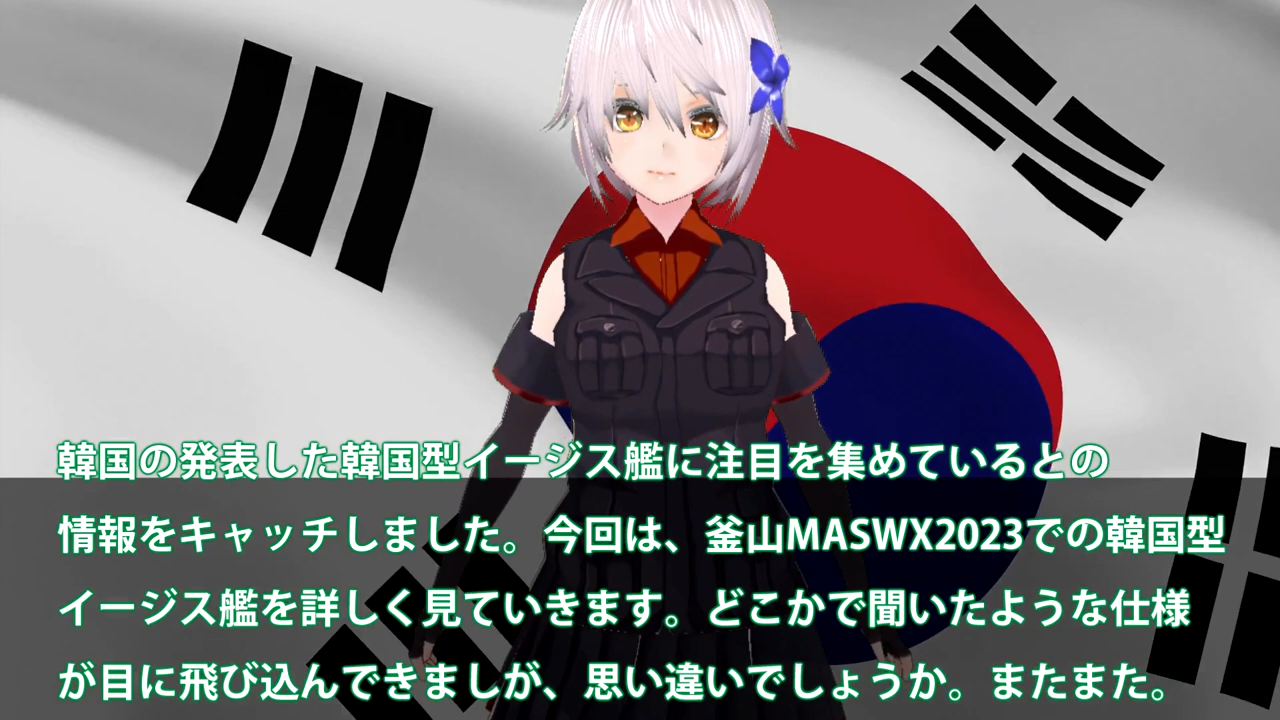 韓国の発表した韓国型イージス艦に注目を集めているとの
情報をキャッチしました。今回は、釜山MASWX2023での韓国型
イージス艦を詳しく見ていきます。どこかで聞いたような仕様
が目に飛び込んできましが、思い違いでしょうか。またまた。